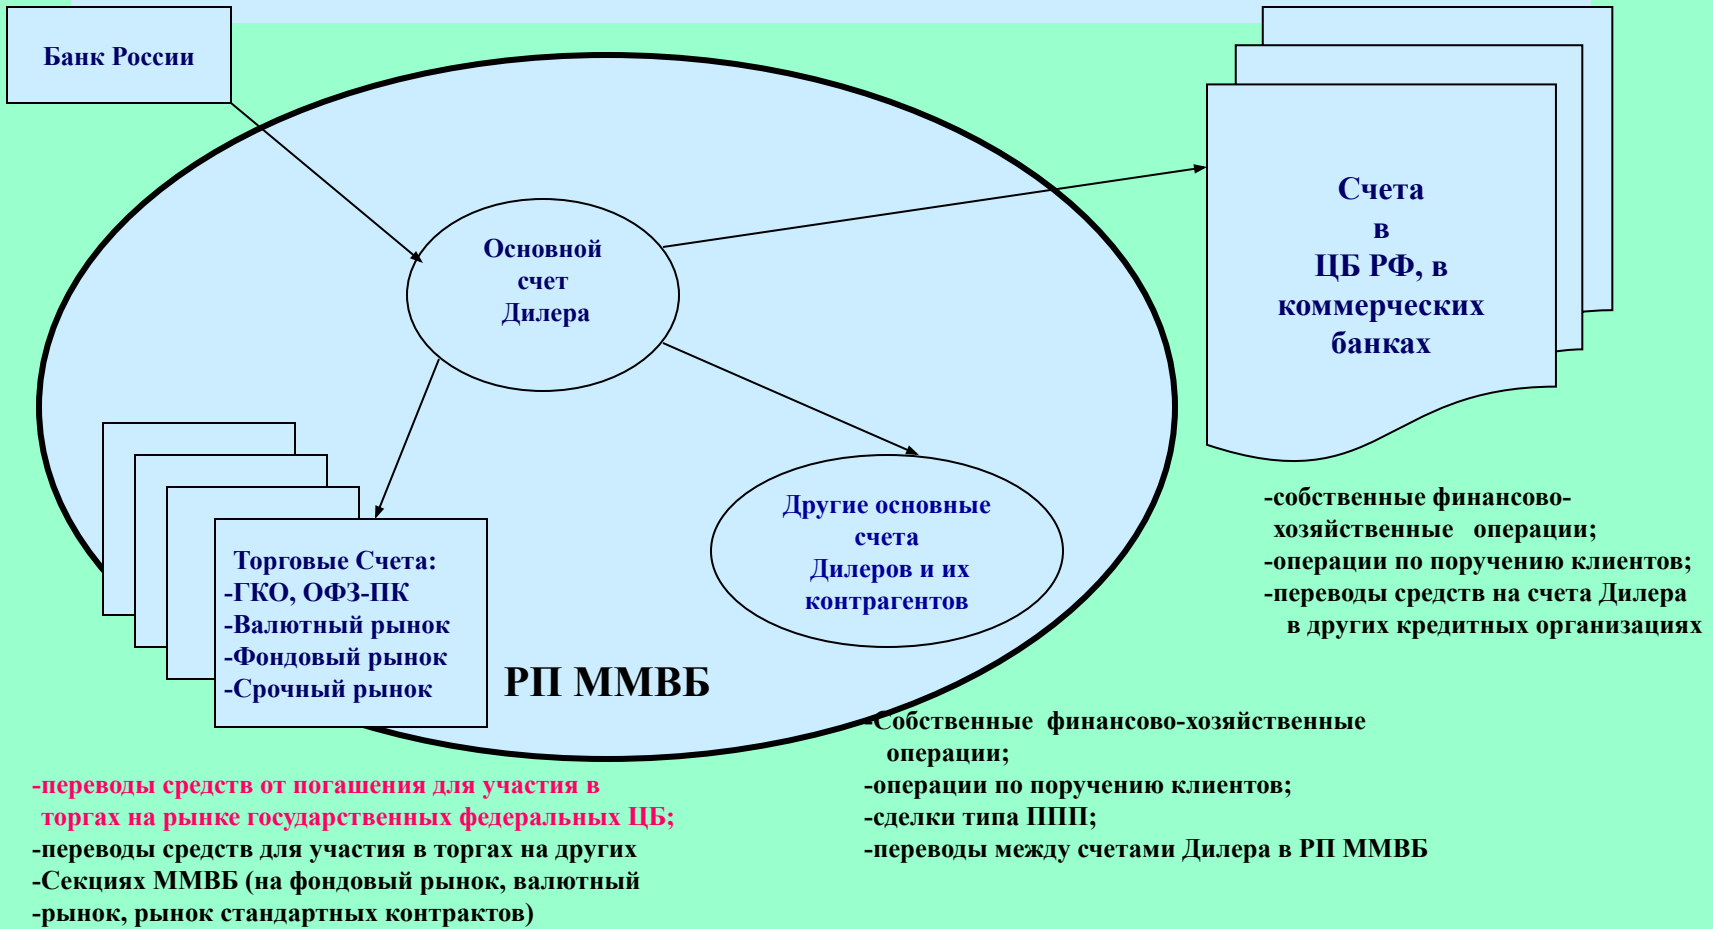 Банк России
Основной
счет
Дилера
Счета
в
ЦБ РФ, в
коммерческих
банках
Другие основные
счета
Дилеров и их
контрагентов
Торговые Счета:
-ГКО, ОФЗ-ПК
-Валютный рынок
-Фондовый рынок
-Срочный рынок
РП ММВБ
-собственные финансово-
хозяйственные операции;
-операции по поручению клиентов;
-переводы средств на счета Дилера
в других кредитных организациях
-Собственные финансово-хозяйственные
операции;
-операции по поручению клиентов;
-сделки типа ППП;
-переводы между счетами Дилера в РП ММВБ
-переводы средств от погашения для участия в
торгах на рынке государственных федеральных ЦБ;
-переводы средств для участия в торгах на других
-Секциях ММВБ (на фондовый рынок, валютный
-рынок, рынок стандартных контрактов)